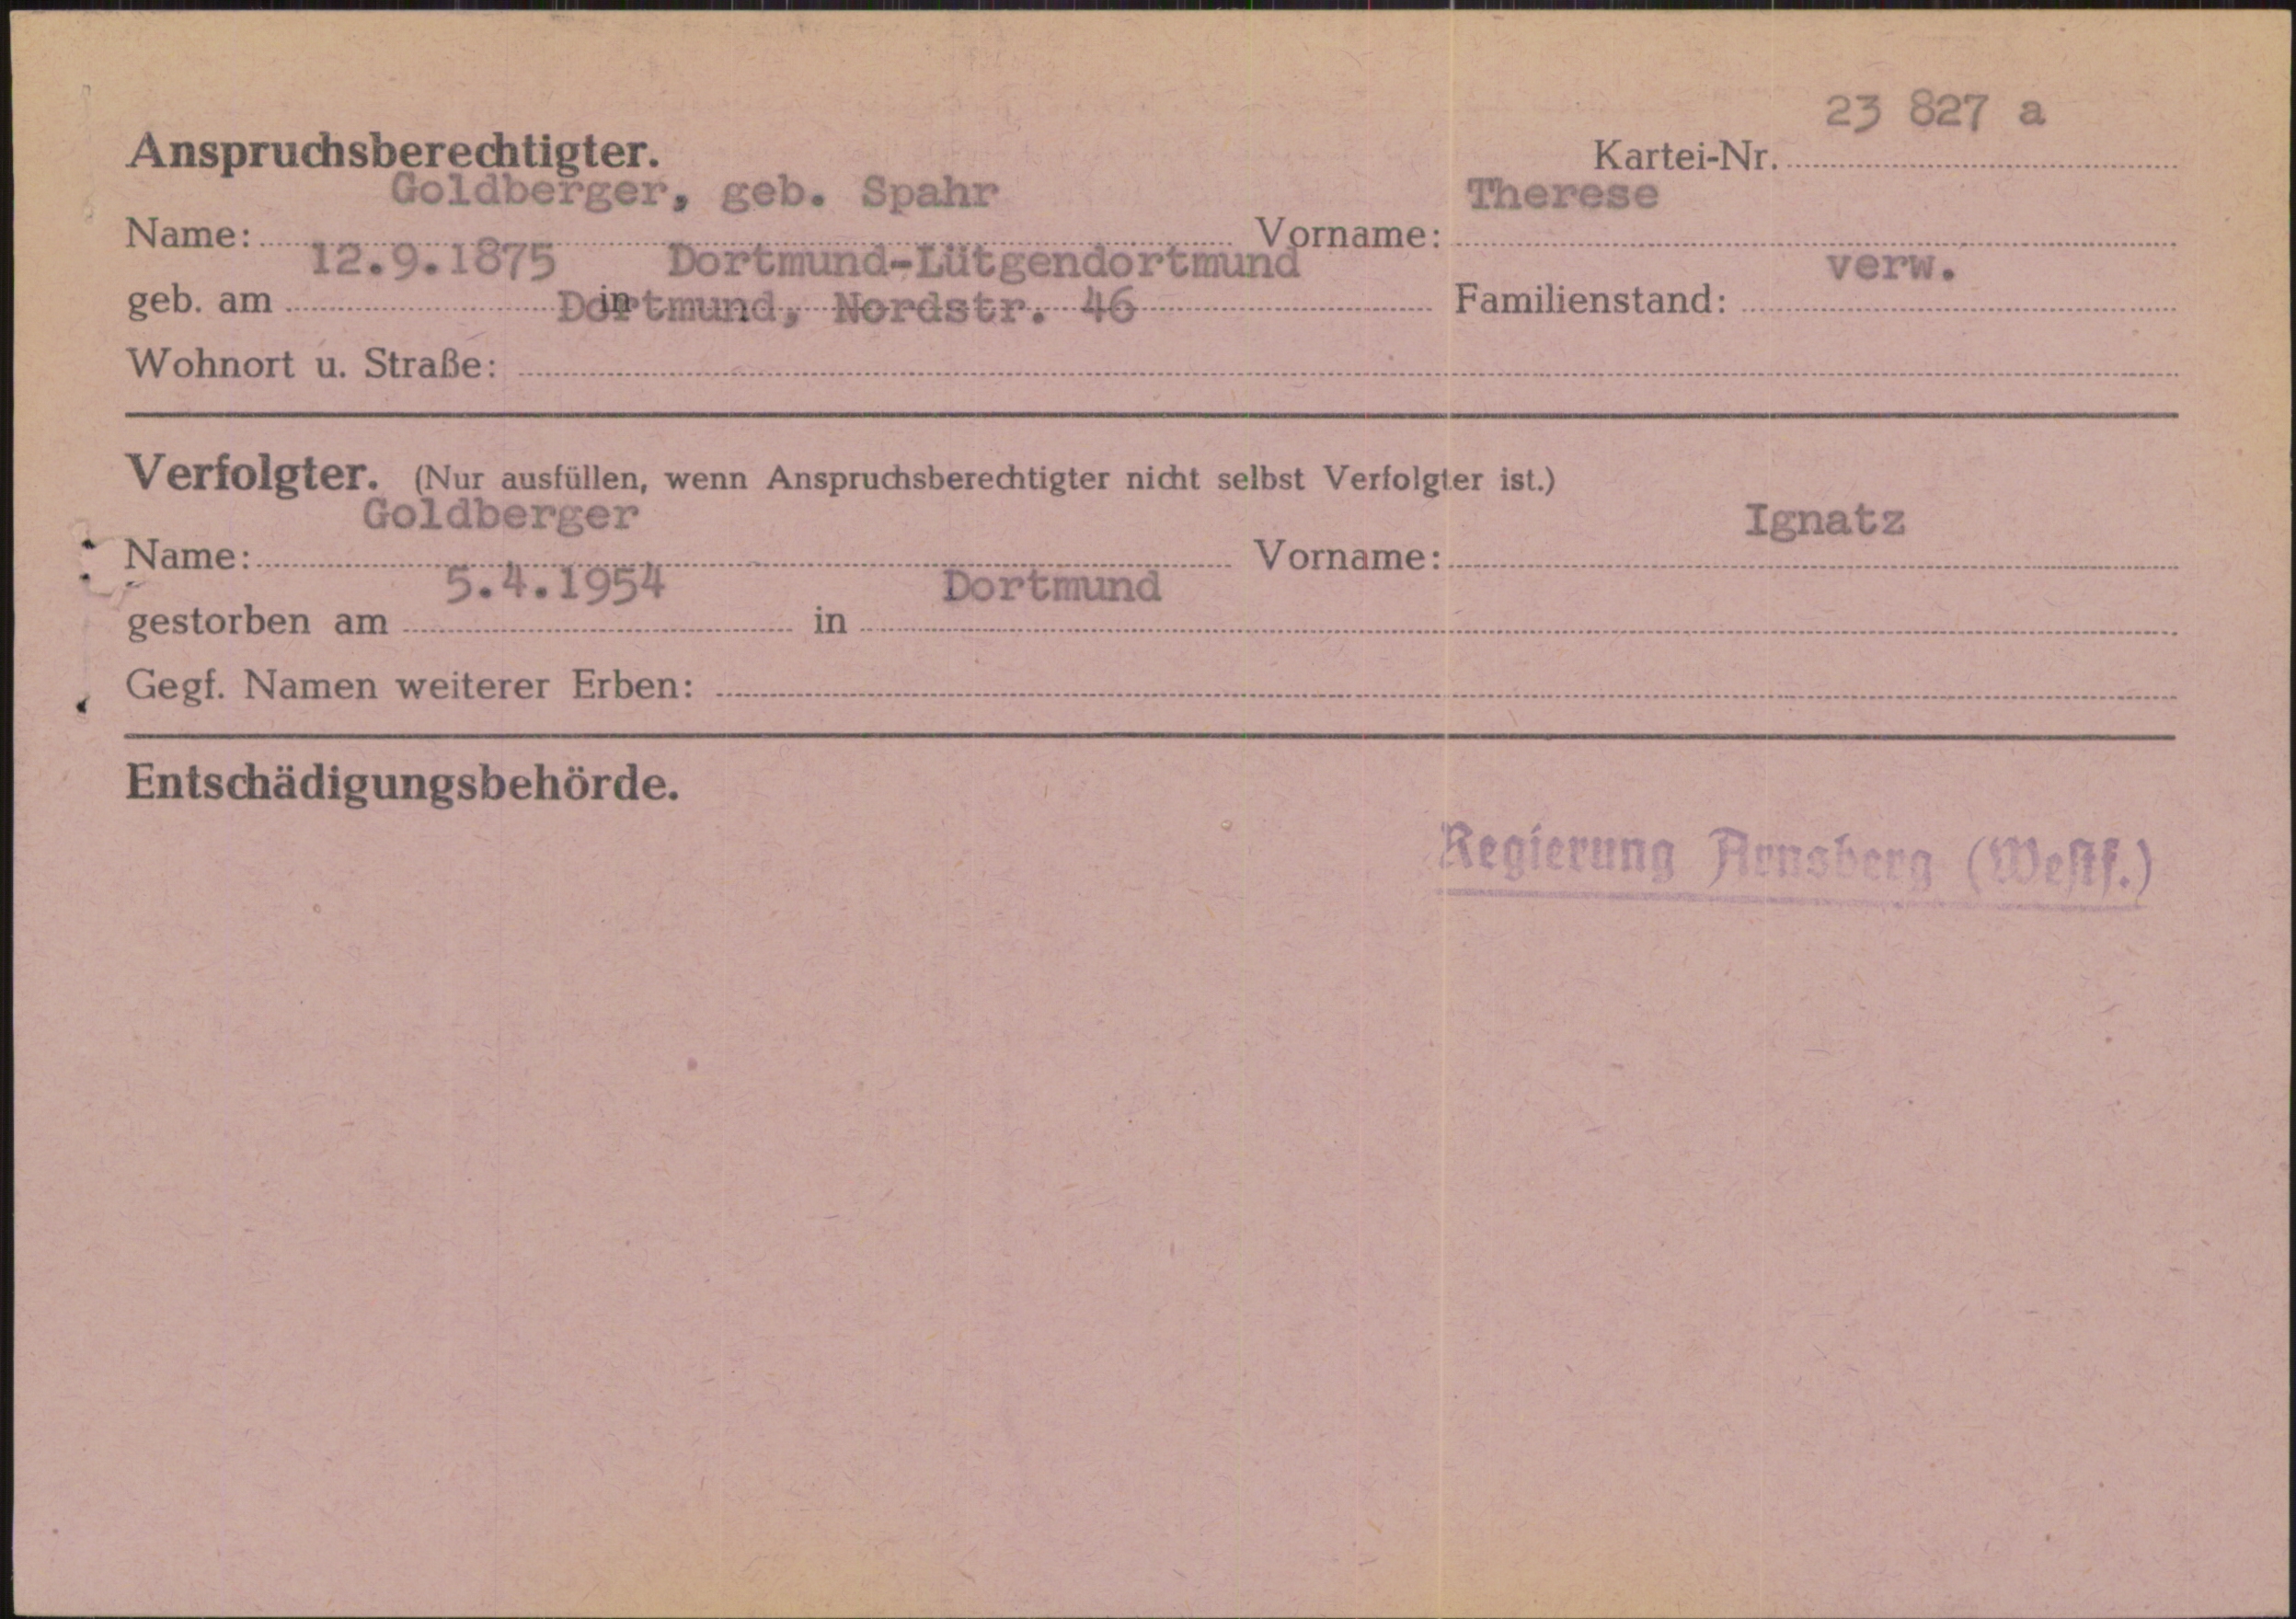 23 827 a
Anspruchsberechtigter. Kartei-Nr.
Goldberger, geb. Spahr Therese
Name: Vorname:
12.9.1875 Dortmund-Lütgendortmund verw.
geb. am in Familienstand:
Dortmund, Nordstr. 46
Wohnort u. Straße:
Verfolgter. (Nur ausfüllen, wenn Anspruchsberechtigter nicht selbst Verfolgter ist.)
Goldberger Ignatz
Name: Vorname:
5.4.1954 Dortmund
gestorben am in
Gegf. Namen weiterer Erben:
Entschädigungsbehörde.
Regierung Arnsberg (Westf.)